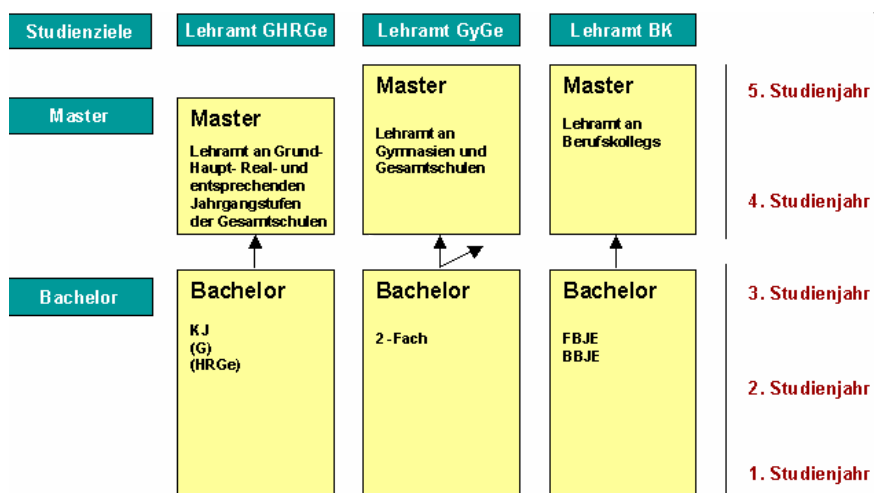 Studienziele
Lehramt GHRGe
Lehramt GyGe
Lehramt BK
Master
Master
Lehramt an Grund-
Haupt- Real- und
entsprechenden
Jahrgangstufen
der Gesamtschulen
Master
Lehramt an
Gymnasien und
Gesamtschulen
Master
Lehramt an
Berufskollegs
5. Studienjahr
4. Studienjahr
Bachelor
Bachelor
KJ
(G)
(HRGe)
Bachelor
2-Fach
Bachelor
FBJE
BBJE
3. Studienjahr
2. Studienjahr
1. Studienjahr